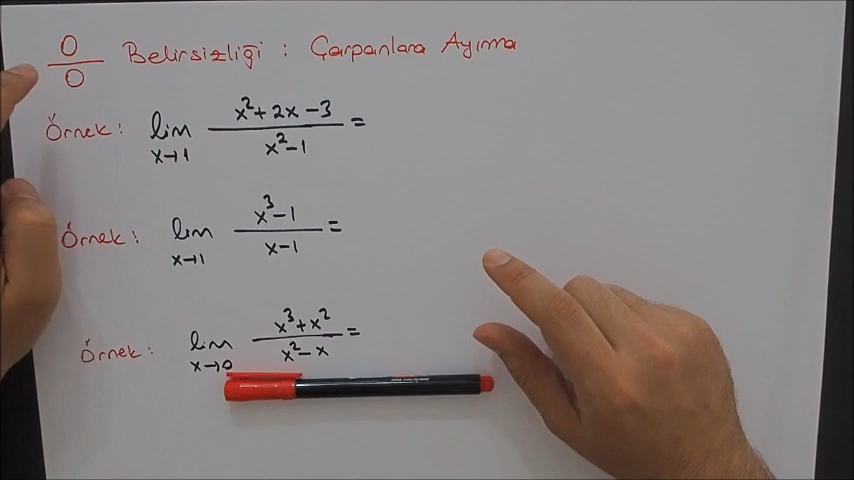 0/0 Belirsizliği : Çarpanlara Ayırma
Örnek: lim x→1 (x²+2x-3)/(x²-1) =
Örnek: lim x→1 (x³-1)/(x-1) =
Örnek: lim x→0 (x³+x²)/(x²-x) =